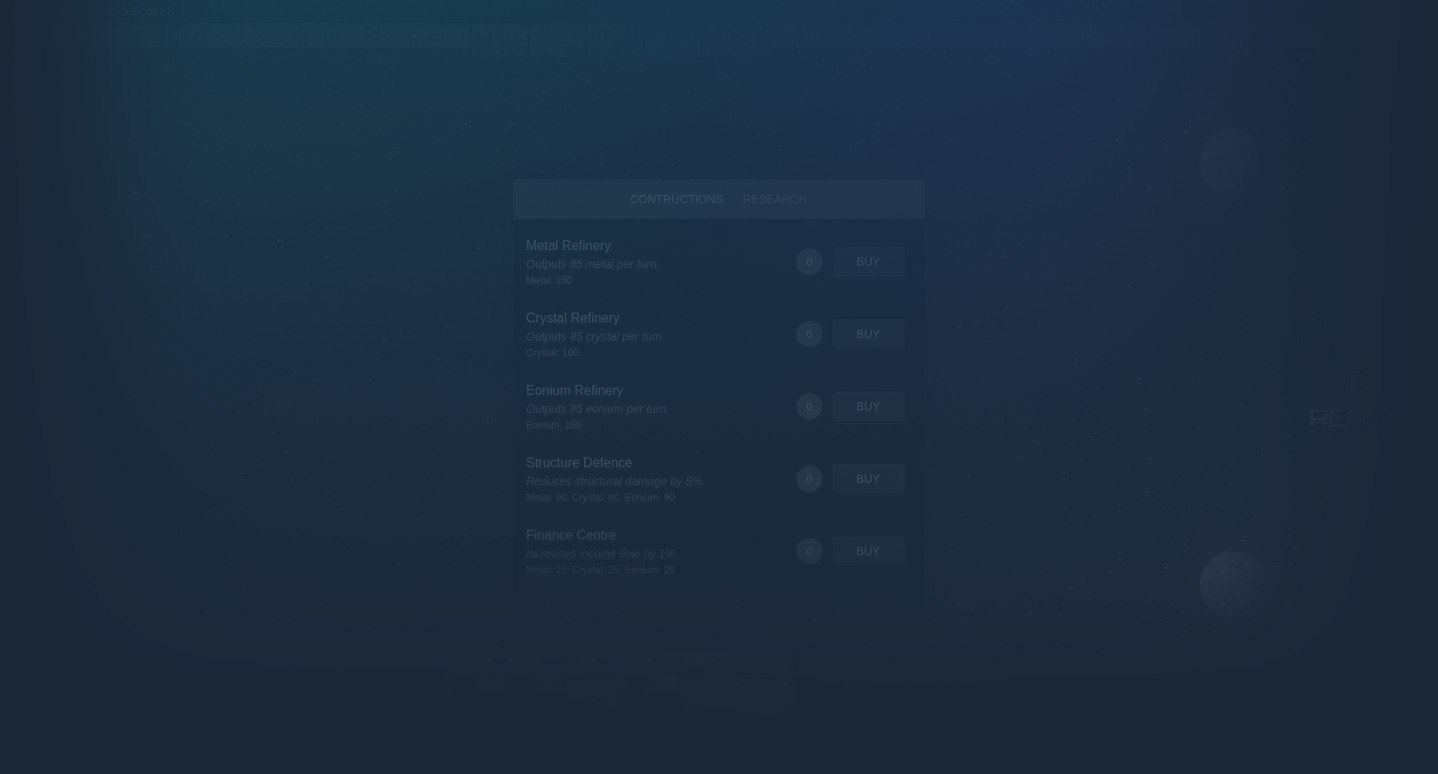 CONTRUCTIONS RESEARCH
Metal Refinery
Outputs 85 metal per turn.
Metal: 160
0 BUY
Crystal Refinery
Outputs 85 crystal per turn.
Crystal: 160
0 BUY
Eonium Refinery
Outputs 85 eonium per turn.
Eonium: 160
0 BUY
Structure Defence
Reduces structural damage by 5%.
Metal: 90, Crystal: 90, Eonium: 90
0 BUY
Finance Centre
Increases income flow by 1%.
Metal: 25, Crystal: 25, Eonium: 25
0 BUY